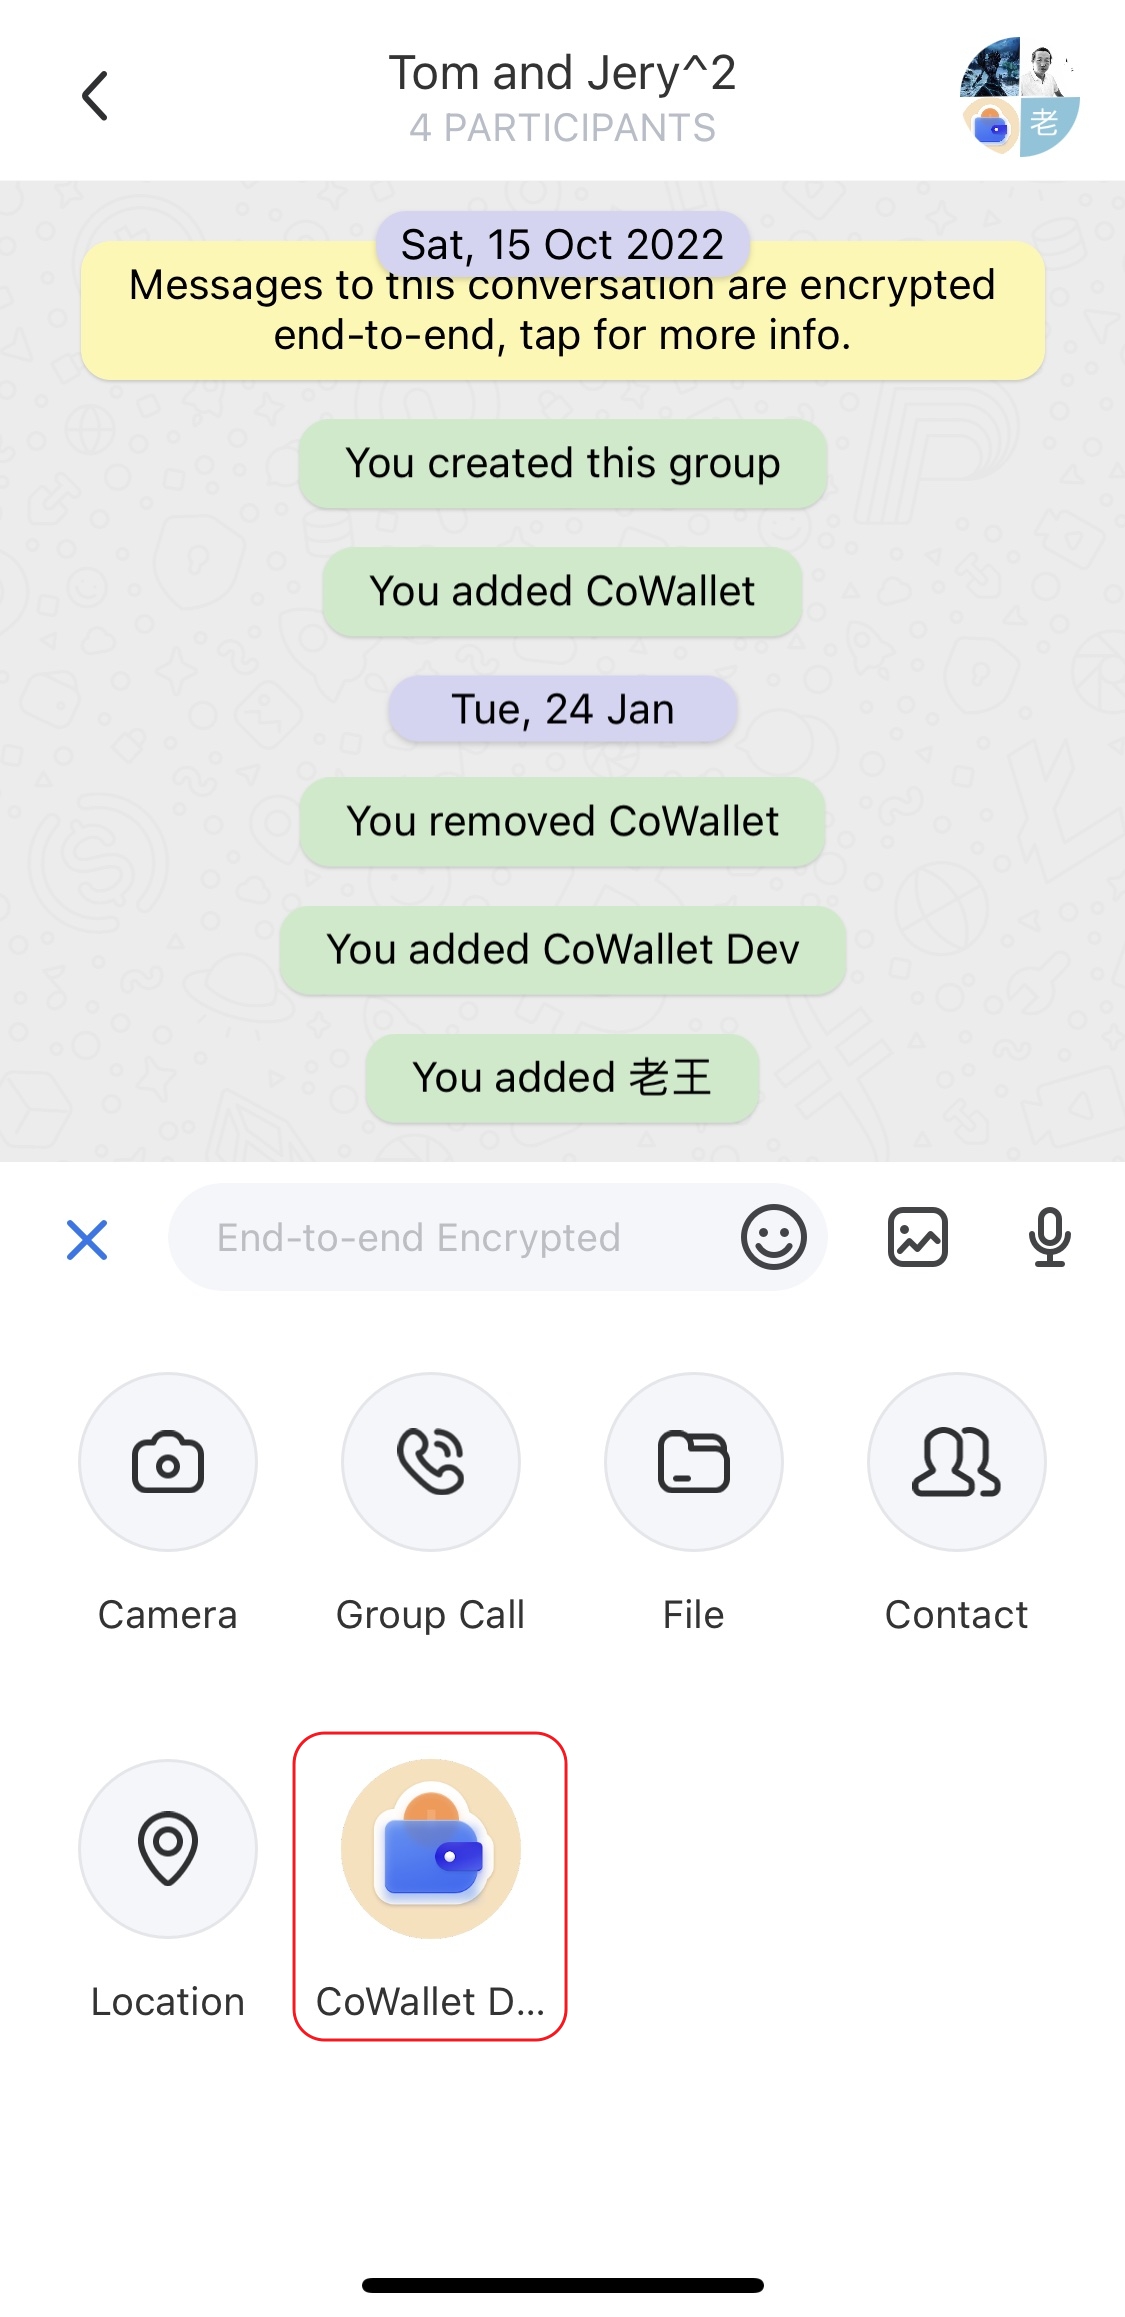 Tom and Jery^2
4 PARTICIPANTS
老
Sat, 15 Oct 2022
Messages to this conversation are encrypted
end-to-end, tap for more info.
You created this group
You added CoWallet
Tue, 24 Jan
You removed CoWallet
You added CoWallet Dev
You added 老王
End-to-end Encrypted
Camera
Group Call
File
Contact
Location
CoWallet D...